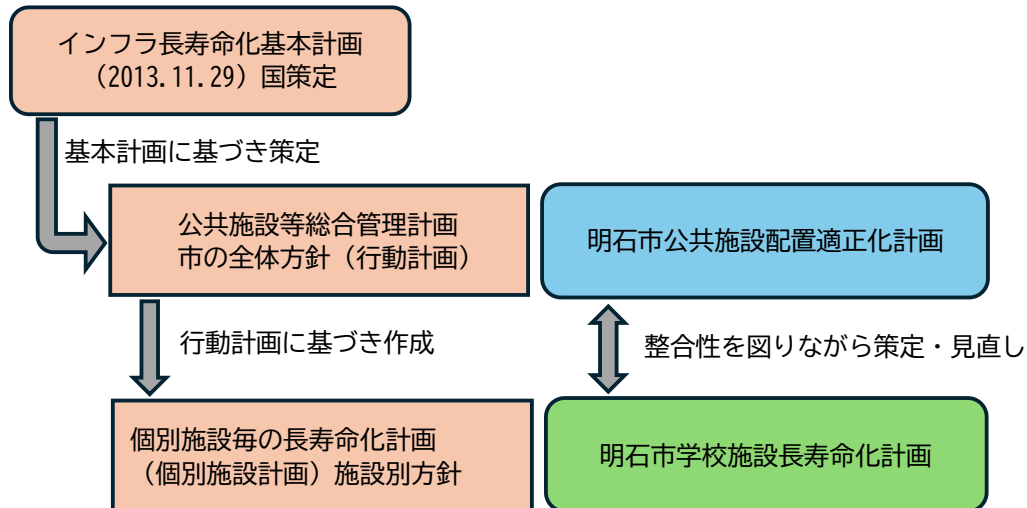 インフラ長寿命化基本計画
（2013.11.29）国策定
基本計画に基づき策定
公共施設等総合管理計画
市の全体方針（行動計画）
明石市公共施設配置適正化計画
行動計画に基づき作成
整合性を図りながら策定・見直し
個別施設毎の長寿命化計画
（個別施設計画）施設別方針
明石市学校施設長寿命化計画